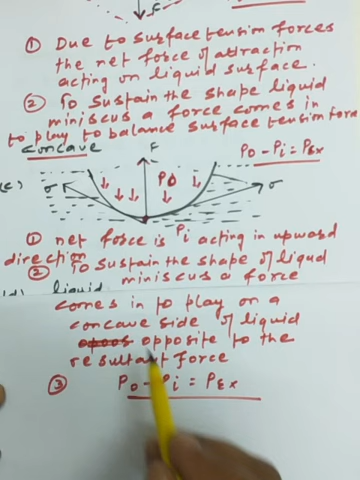 F
① Due to surface tension forces
the net force of attraction
acting on liquid surface.
② To sustain the shape liquid
miniscus a force comes in
to play to balance surface tension force
concave
F
Po - Pi = PEx
(c)
σ
Po
σ
Pi
① net force is acting in upward
direction
② To sustain the shape of liquid
liquid
miniscus a force
comes in to play on a
concave side of liquid
opposite to the
resultant force
③ Po - Pi = PEx